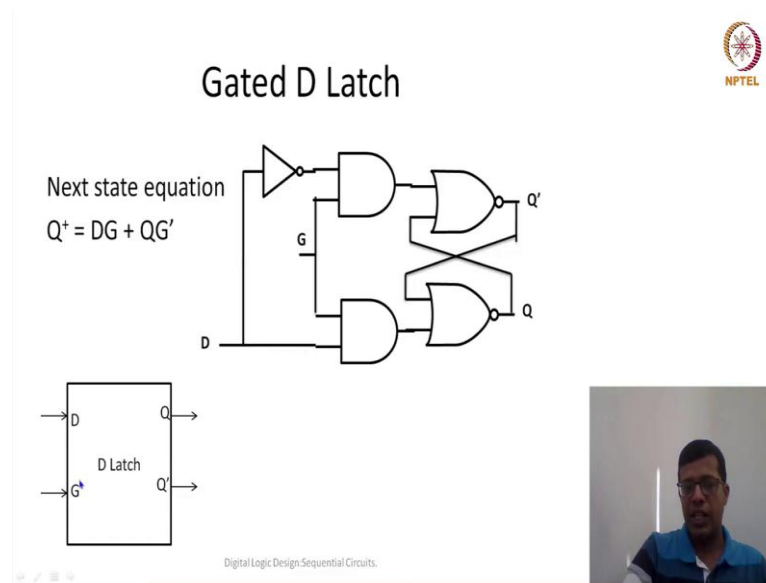 NPTEL
Gated D Latch
Next state equation
Q⁺ = DG + QG'
Q'
G
Q
D
D
Q
D Latch
G
Q'
Digital Logic Design:Sequential Circuits.